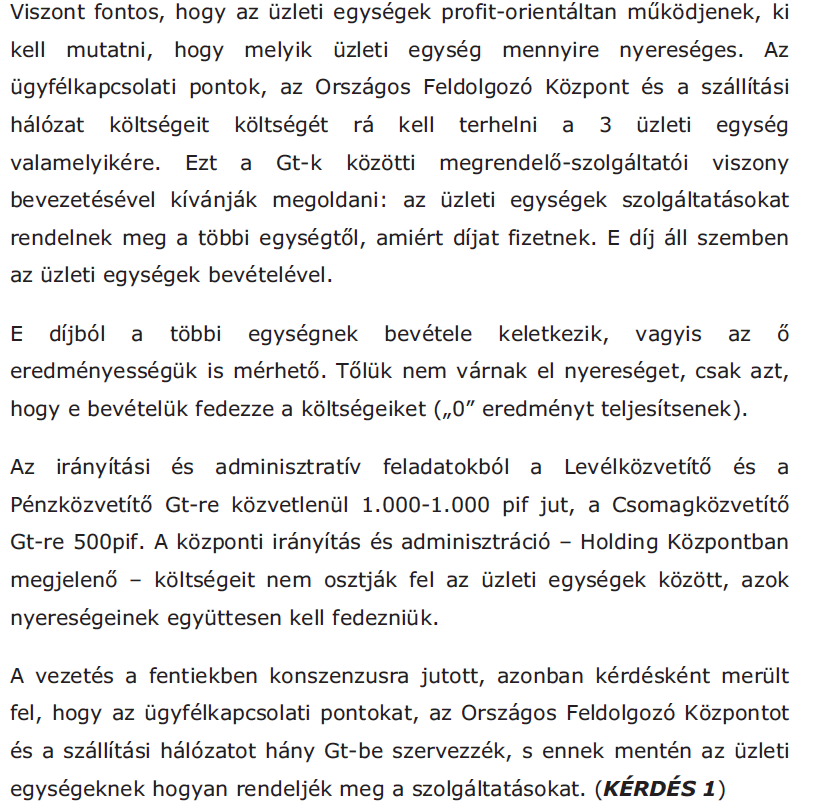 Viszont fontos, hogy az üzleti egységek profit-orientáltan működjenek, ki
kell mutatni, hogy melyik üzleti egység mennyire nyereséges. Az
ügyfélkapcsolati pontok, az Országos Feldolgozó Központ és a szállítási
hálózat költségeit költségét rá kell terhelni a 3 üzleti egység
valamelyikére. Ezt a Gt-k közötti megrendelő-szolgáltatói viszony
bevezetésével kívánják megoldani: az üzleti egységek szolgáltatásokat
rendelnek meg a többi egységtől, amiért díjat fizetnek. E díj áll szemben
az üzleti egységek bevételével.
E díjból a többi egységnek bevétele keletkezik, vagyis az ő
eredményességük is mérhető. Tőlük nem várnak el nyereséget, csak azt,
hogy e bevételük fedezze a költségeiket („0” eredményt teljesítsenek).
Az irányítási és adminisztratív feladatokból a Levélközvetítő és a
Pénzközvetítő Gt-re közvetlenül 1.000-1.000 pif jut, a Csomagközvetítő
Gt-re 500pif. A központi irányítás és adminisztráció – Holding Központban
megjelenő – költségeit nem osztják fel az üzleti egységek között, azok
nyereségeinek együttesen kell fedezniük.
A vezetés a fentiekben konszenzusra jutott, azonban kérdésként merült
fel, hogy az ügyfélkapcsolati pontokat, az Országos Feldolgozó Központot
és a szállítási hálózatot hány Gt-be szervezzék, s ennek mentén az üzleti
egységeknek hogyan rendeljék meg a szolgáltatásokat. (KÉRDÉS 1)